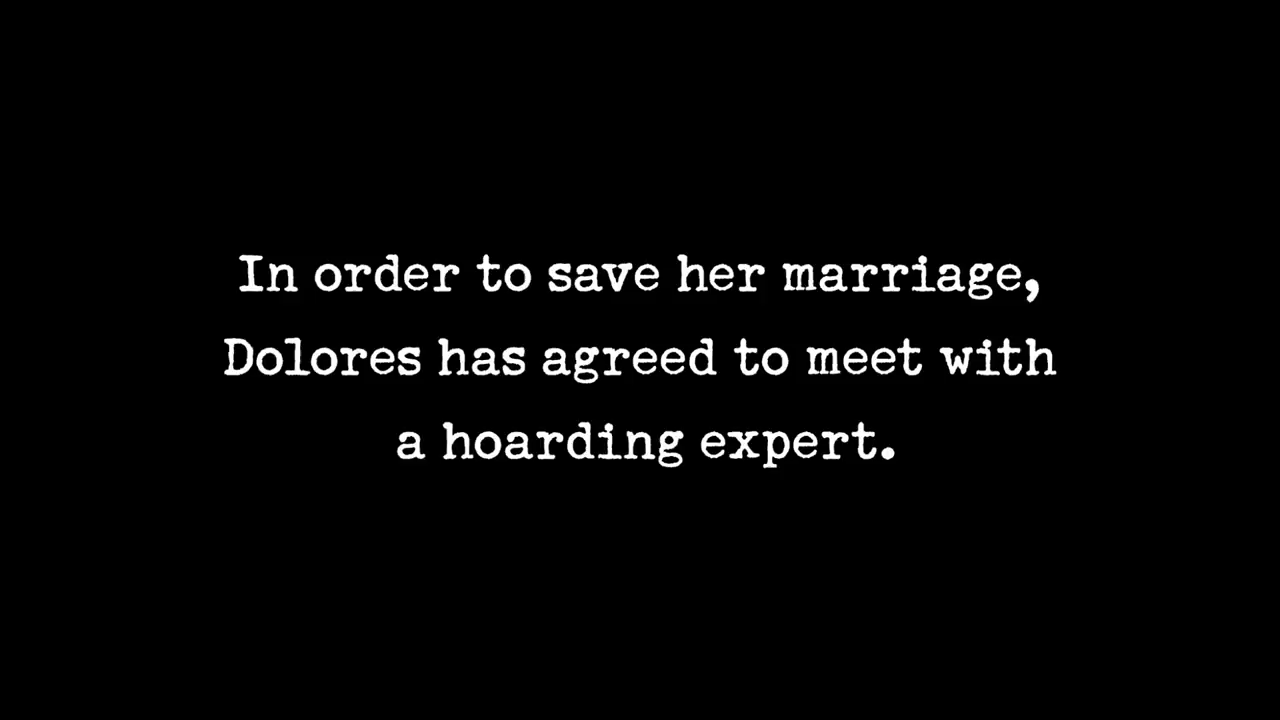 In order to save her marriage,
Dolores has agreed to meet with
a hoarding expert.